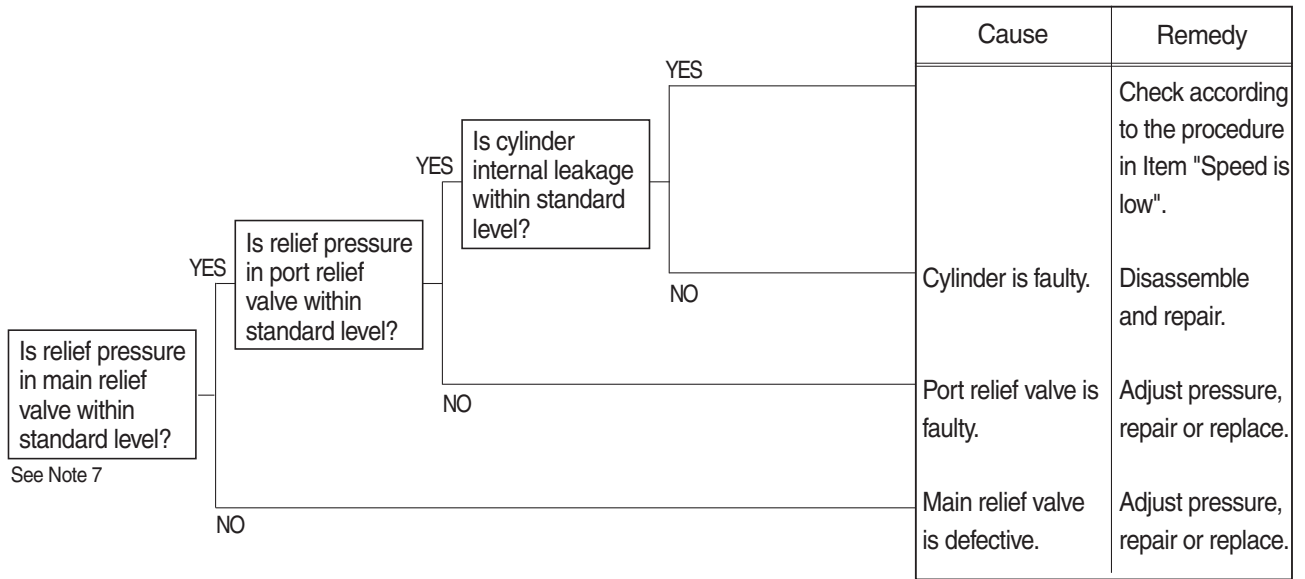 Cause
Remedy
YES
Check according
to the procedure
in Item "Speed is
low".
Is cylinder
internal leakage
within standard
level?
YES
NO
Cylinder is faulty.
Disassemble
and repair.
Is relief pressure
in port relief
valve within
standard level?
YES
NO
Port relief valve is
faulty.
Adjust pressure,
repair or replace.
Is relief pressure
in main relief
valve within
standard level?
See Note 7
NO
Main relief valve
is defective.
Adjust pressure,
repair or replace.